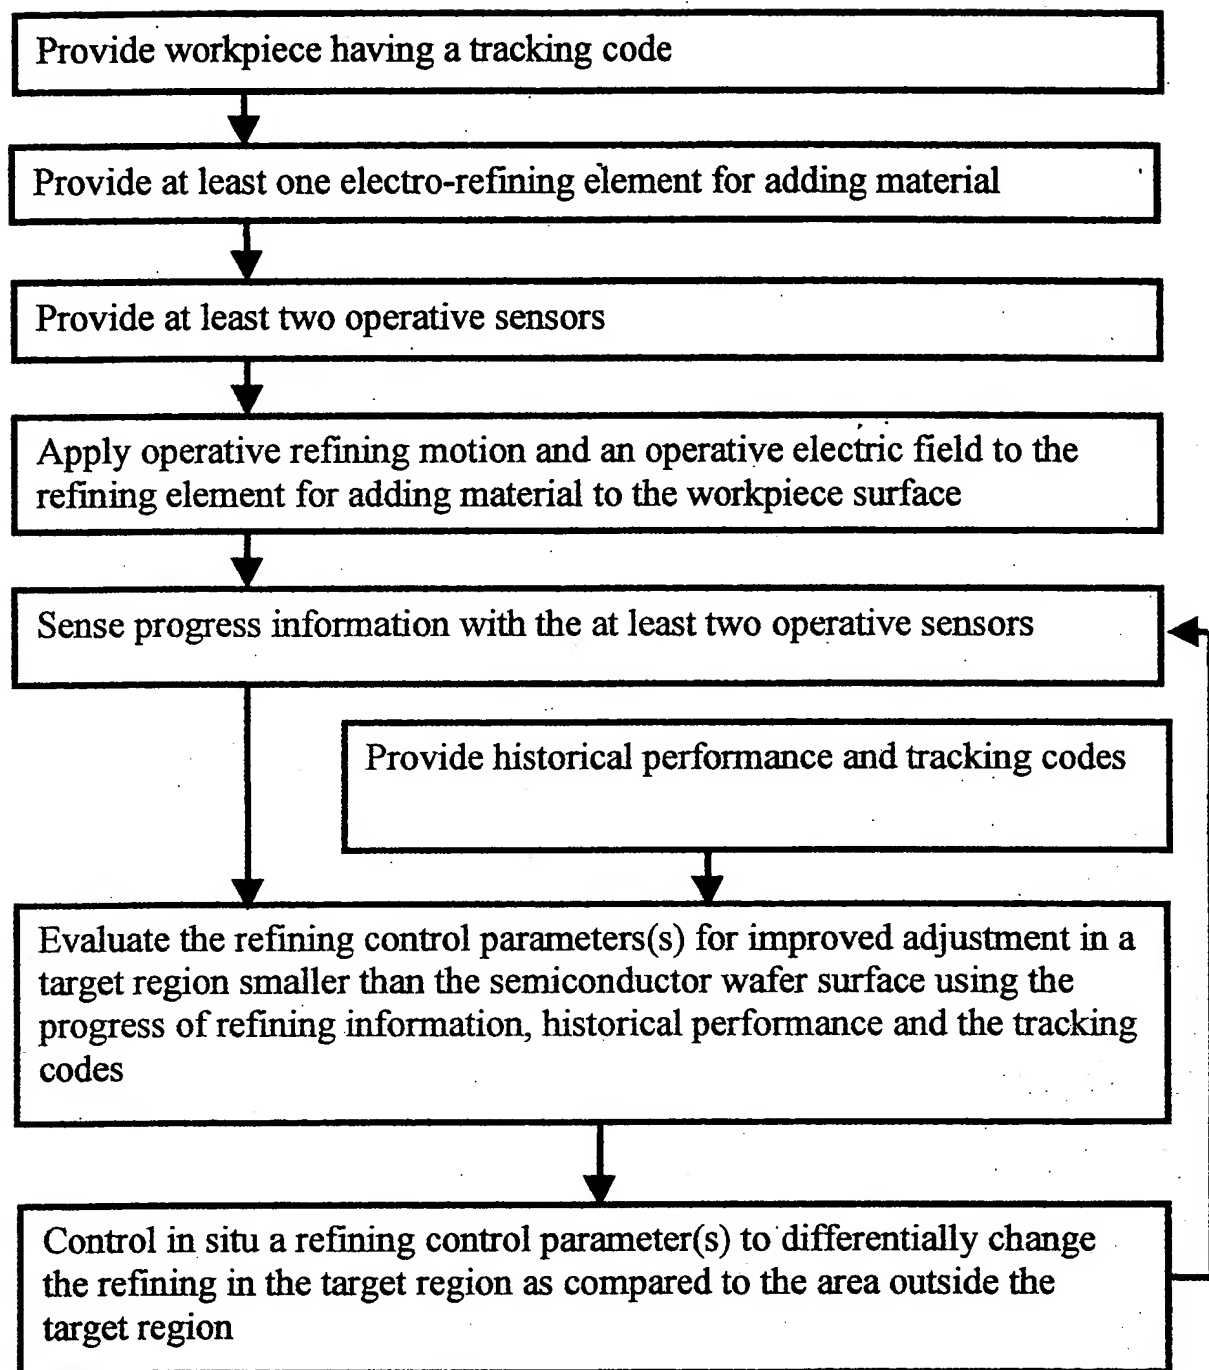 Provide workpiece having a tracking code
Provide at least one electro-refining element for adding material
Provide at least two operative sensors
Apply operative refining motion and an operative electric field to the
refining element for adding material to the workpiece surface
Sense progress information with the at least two operative sensors
Provide historical performance and tracking codes
Evaluate the refining control parameters(s) for improved adjustment in a
target region smaller than the semiconductor wafer surface using the
progress of refining information, historical performance and the tracking
codes
Control in situ a refining control parameter(s) to differentially change
the refining in the target region as compared to the area outside the
target region